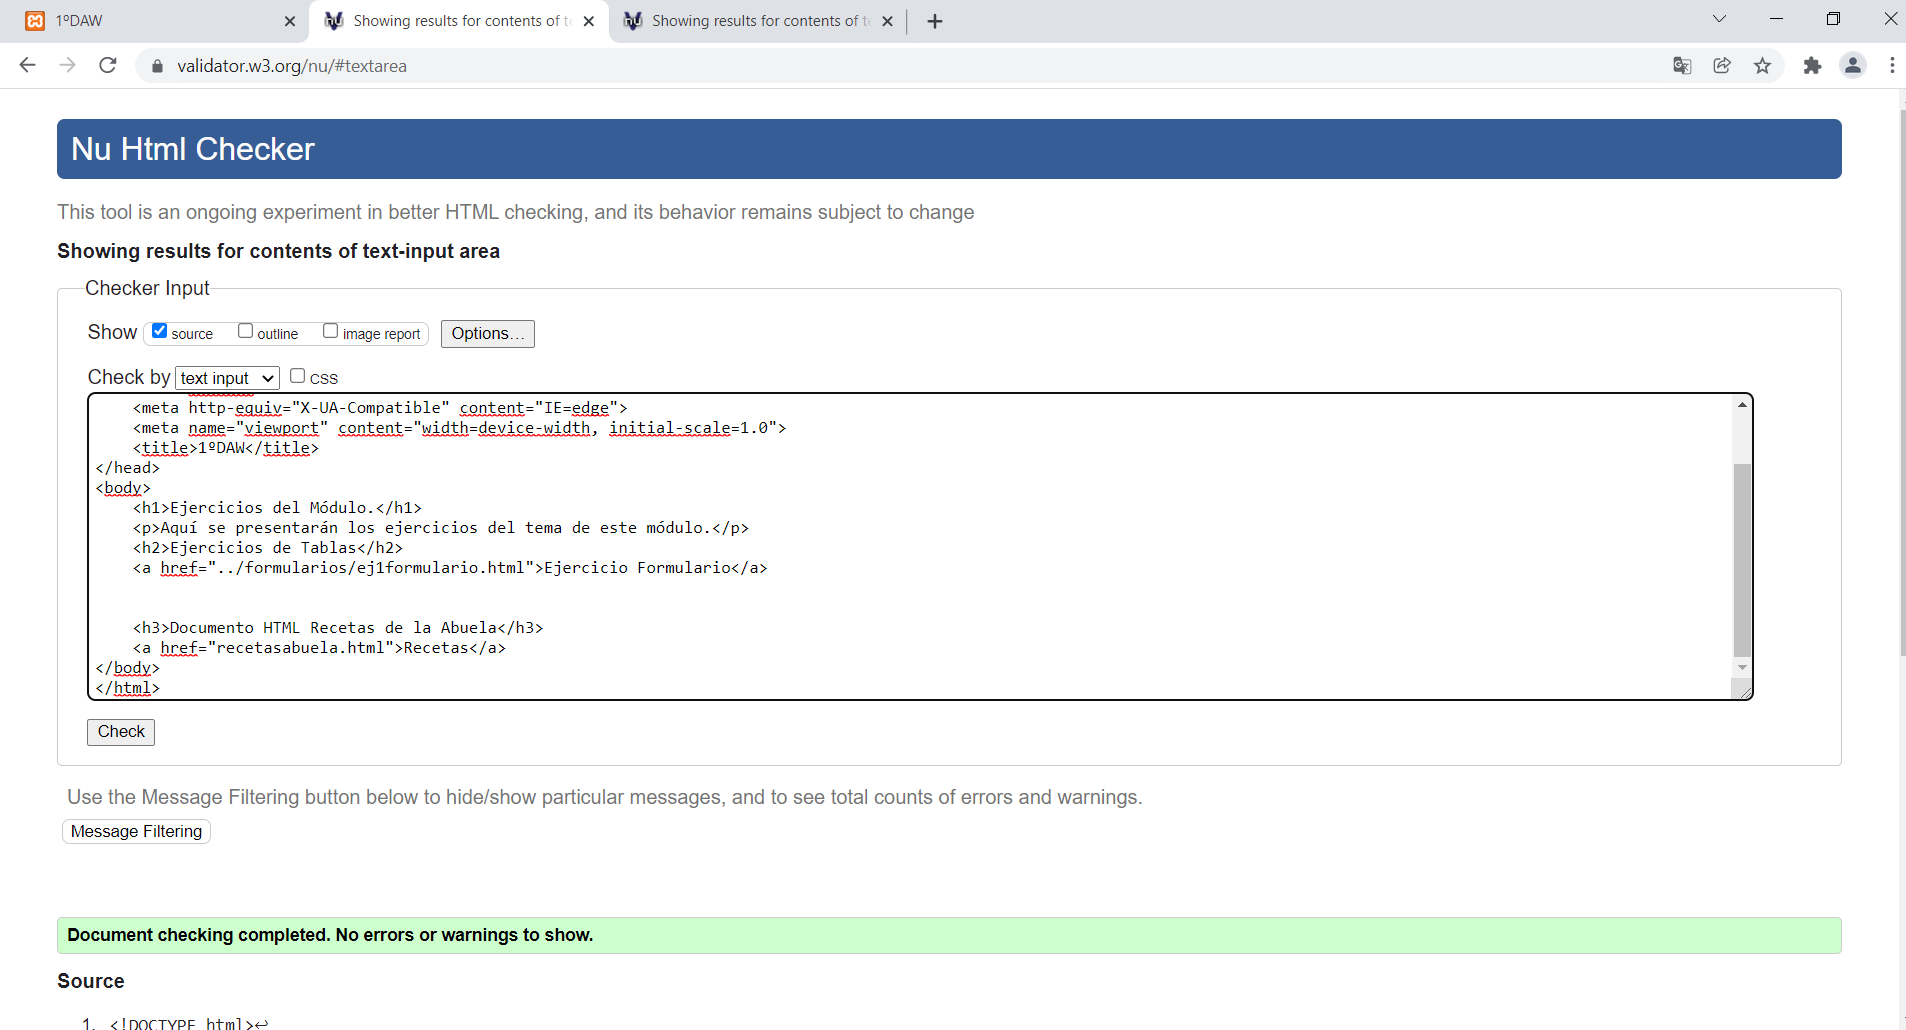 1ºDAW
Showing results for contents of t
Showing results for contents of t
validator.w3.org/nu/#textarea
Nu Html Checker
This tool is an ongoing experiment in better HTML checking, and its behavior remains subject to change
Showing results for contents of text-input area
Checker Input
Show source outline image report Options...
Check by text input CSS
<meta http-equiv="X-UA-Compatible" content="IE=edge">
<meta name="viewport" content="width=device-width, initial-scale=1.0">
<title>1ºDAW</title>
</head>
<body>
<h1>Ejercicios del Módulo.</h1>
<p>Aquí se presentarán los ejercicios del tema de este módulo.</p>
<h2>Ejercicios de Tablas</h2>
<a href="../formularios/ej1formulario.html">Ejercicio Formulario</a>
<h3>Documento HTML Recetas de la Abuela</h3>
<a href="recetasabuela.html">Recetas</a>
</body>
</html>
Check
Use the Message Filtering button below to hide/show particular messages, and to see total counts of errors and warnings.
Message Filtering
Document checking completed. No errors or warnings to show.
Source
1. <!DOCTYPE html>↩